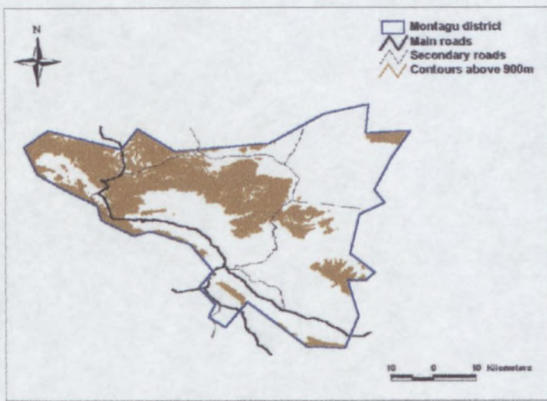 N
Montagu district
Main roads
Secondary roads
Contours above 900m
10 0 10 Kilometers